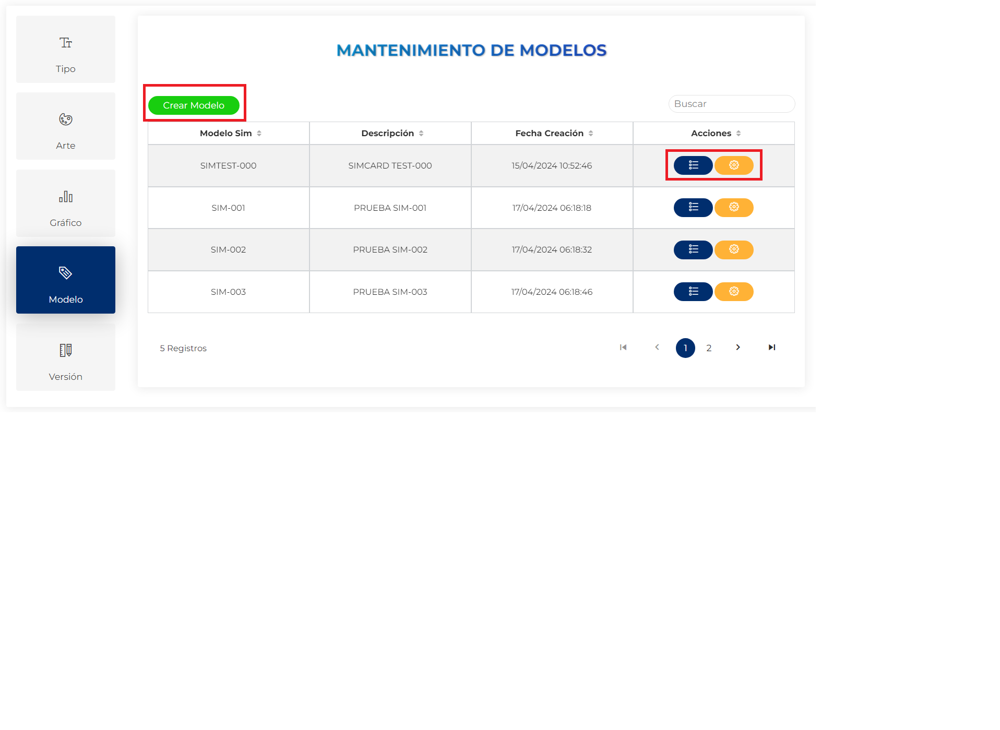 Tipo
Arte
Gráfico
Modelo
Versión
MANTENIMIENTO DE MODELOS
Crear Modelo
Buscar
Modelo Sim Descripción Fecha Creación Acciones
SIMTEST-000 SIMCARD TEST-000 15/04/2024 10:52:46
SIM-001 PRUEBA SIM-001 17/04/2024 06:18:18
SIM-002 PRUEBA SIM-002 17/04/2024 06:18:32
SIM-003 PRUEBA SIM-003 17/04/2024 06:18:46
5 Registros 1 2